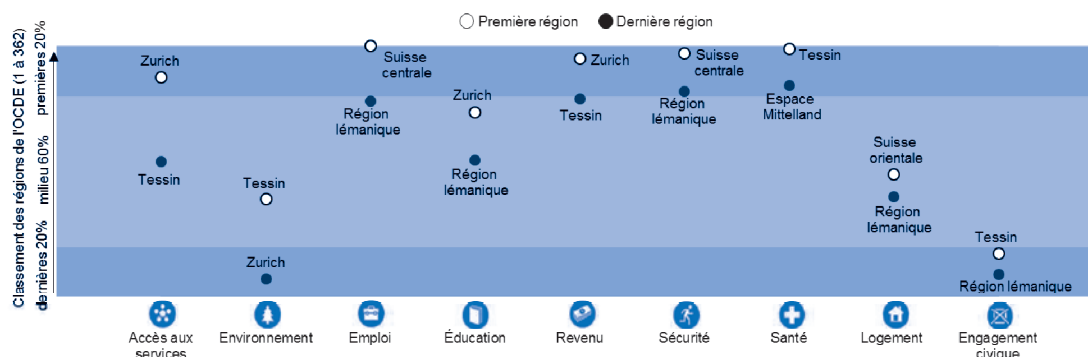 Première région
Dernière région
Classement des régions de l'OCDE (1 à 362)
dernières 20% milieu 60% premières 20%
Zurich
Tessin
Tessin
Zurich
Suisse
centrale
Région
lémanique
Zurich
Région
lémanique
Zurich
Tessin
Suisse
centrale
Région
lémanique
Tessin
Espace
Mittelland
Suisse
orientale
Région
lémanique
Tessin
Région lémanique
Accès aux
services
Environnement
Emploi
Éducation
Revenu
Sécurité
Santé
Logement
Engagement
civique